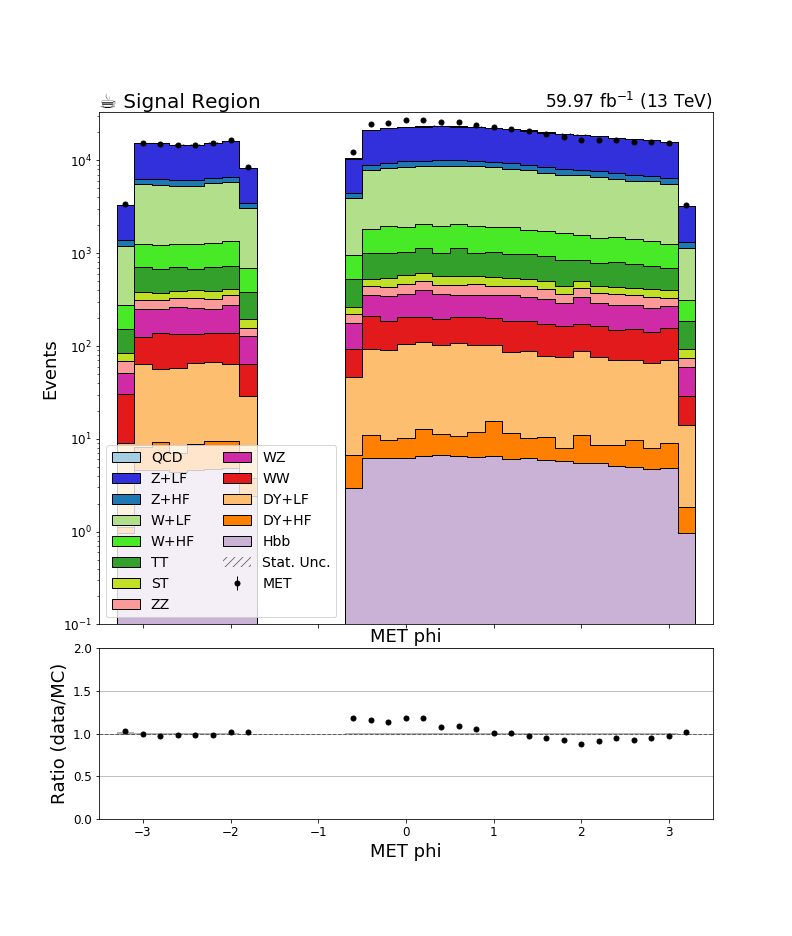 ☕ Signal Region
59.97 fb⁻¹ (13 TeV)
Events
10⁴
10³
10²
10¹
10⁰
10⁻¹
QCD
Z+LF
Z+HF
W+LF
W+HF
TT
ST
ZZ
WZ
WW
DY+LF
DY+HF
Hbb
Stat. Unc.
MET
MET phi
Ratio (data/MC)
2.0
1.5
1.0
0.5
0.0
−3
−2
−1
0
1
2
3
MET phi